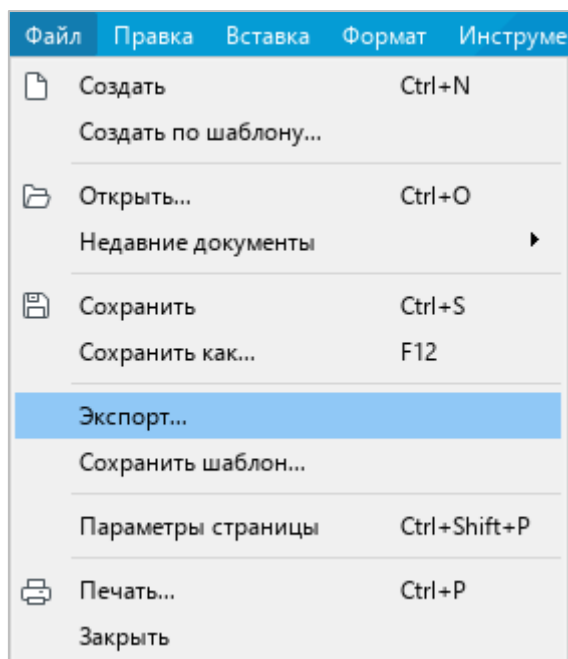 Файл Правка Вставка Формат Инструме
Создать Ctrl+N
Создать по шаблону...
Открыть... Ctrl+O
Недавние документы
Сохранить Ctrl+S
Сохранить как... F12
Экспорт...
Сохранить шаблон...
Параметры страницы Ctrl+Shift+P
Печать... Ctrl+P
Закрыть